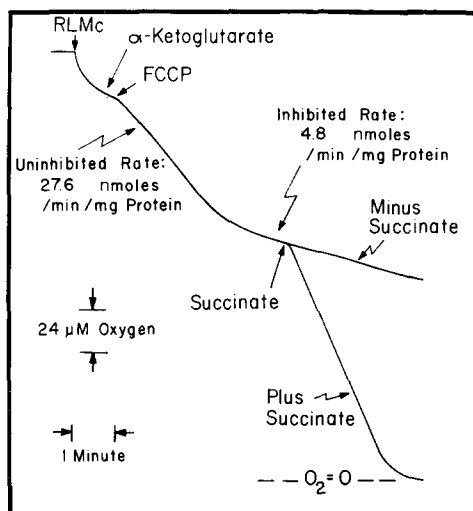 RLMc
α-Ketoglutarate
FCCP
Inhibited Rate:
4.8 nmoles
/min/mg Protein
Uninhibited Rate:
27.6 nmoles
/min/mg Protein
Minus
Succinate
Succinate
24 μM Oxygen
Plus
Succinate
1 Minute
O₂=O